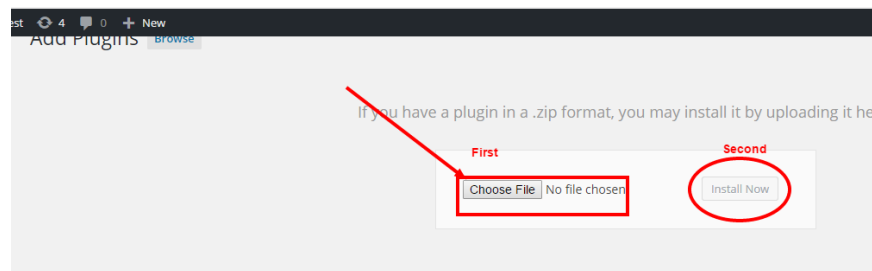 est 4 0 + New
Add Plugins Browse
If you have a plugin in a .zip format, you may install it by uploading it he
First Second
Choose File No file chosen Install Now